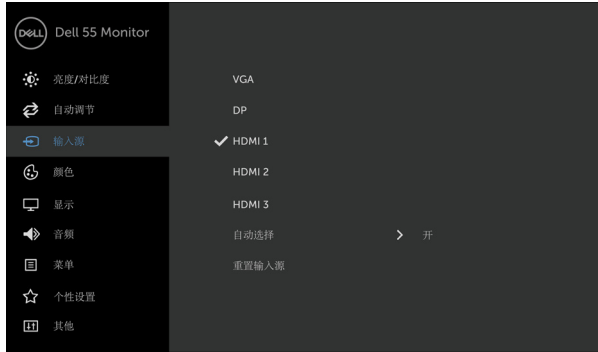 DELL Dell 55 Monitor
亮度/对比度
VGA
自动调节
DP
输入源
HDMI 1
颜色
HDMI 2
显示
HDMI 3
音频
自动选择 开
菜单
重置输入源
个性设置
其他